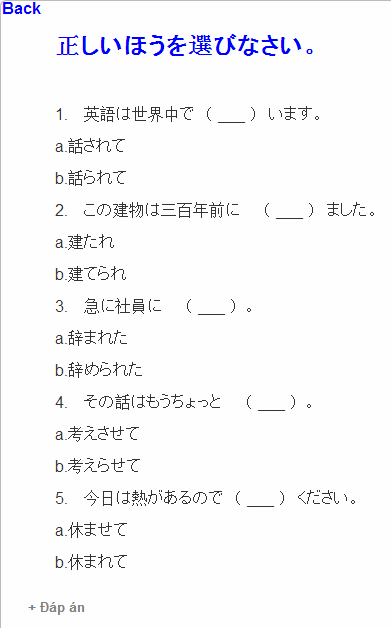 Back
正しいほうを選びなさい。
1. 英語は世界中で （ ___ ） います。
a.話されて
b.話られて
2. この建物は三百年前に （ ___ ） ました。
a.建たれ
b.建てられ
3. 急に社員に （ ___ ） 。
a.辞まれた
b.辞められた
4. その話はもうちょっと （ ___ ） 。
a.考えさせて
b.考えらせて
5. 今日は熱があるので （ ___ ） ください。
a.休ませて
b.休まれて
+ Đáp án